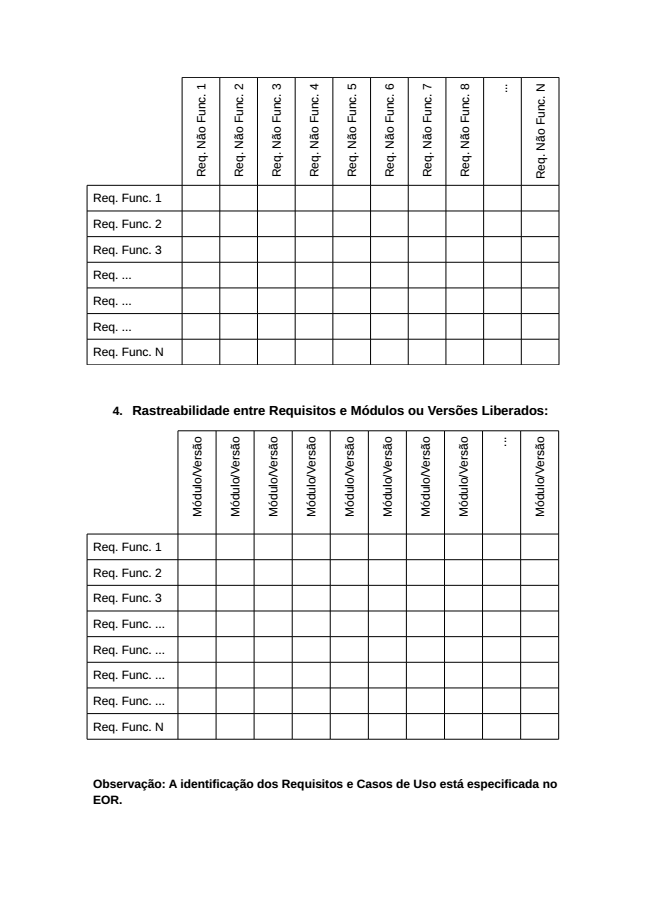 Req. Não Func. 1
Req. Não Func. 2
Req. Não Func. 3
Req. Não Func. 4
Req. Não Func. 5
Req. Não Func. 6
Req. Não Func. 7
Req. Não Func. 8
...
Req. Não Func. N
Req. Func. 1
Req. Func. 2
Req. Func. 3
Req. ...
Req. ...
Req. ...
Req. Func. N
4. Rastreabilidade entre Requisitos e Módulos ou Versões Liberados:
Módulo/Versão
Módulo/Versão
Módulo/Versão
Módulo/Versão
Módulo/Versão
Módulo/Versão
Módulo/Versão
Módulo/Versão
...
Módulo/Versão
Req. Func. 1
Req. Func. 2
Req. Func. 3
Req. Func. ...
Req. Func. ...
Req. Func. ...
Req. Func. ...
Req. Func. N
Observação: A identificação dos Requisitos e Casos de Uso está especificada no
EOR.